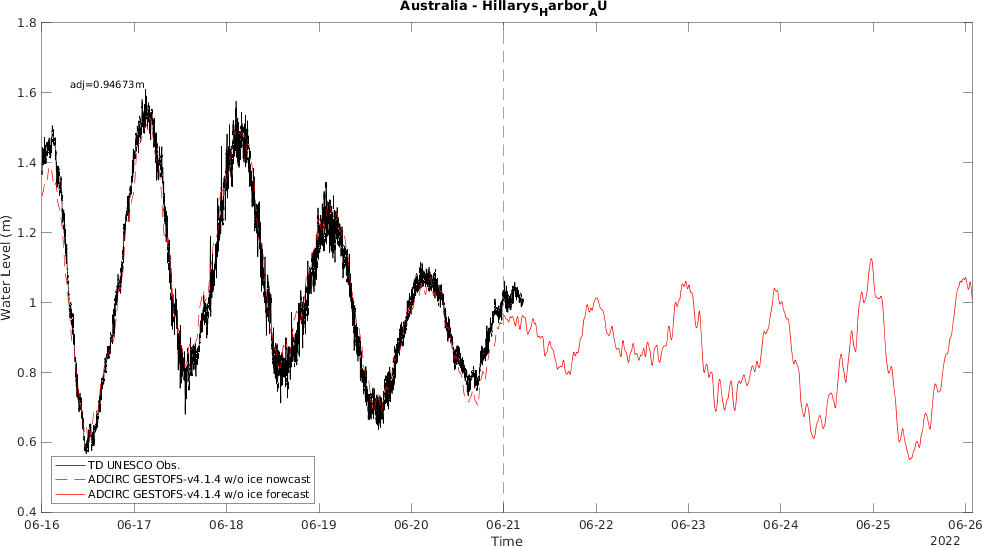 Australia - HillarysHarborAU
1.8
adj=0.94673m
1.6
1.4
1.2
1
0.8
0.6
0.4
Water Level (m)
TD UNESCO Obs.
ADCIRC GESTOFS-v4.1.4 w/o ice nowcast
ADCIRC GESTOFS-v4.1.4 w/o ice forecast
06-16 06-17 06-18 06-19 06-20 06-21 06-22 06-23 06-24 06-25 06-26
Time
2022